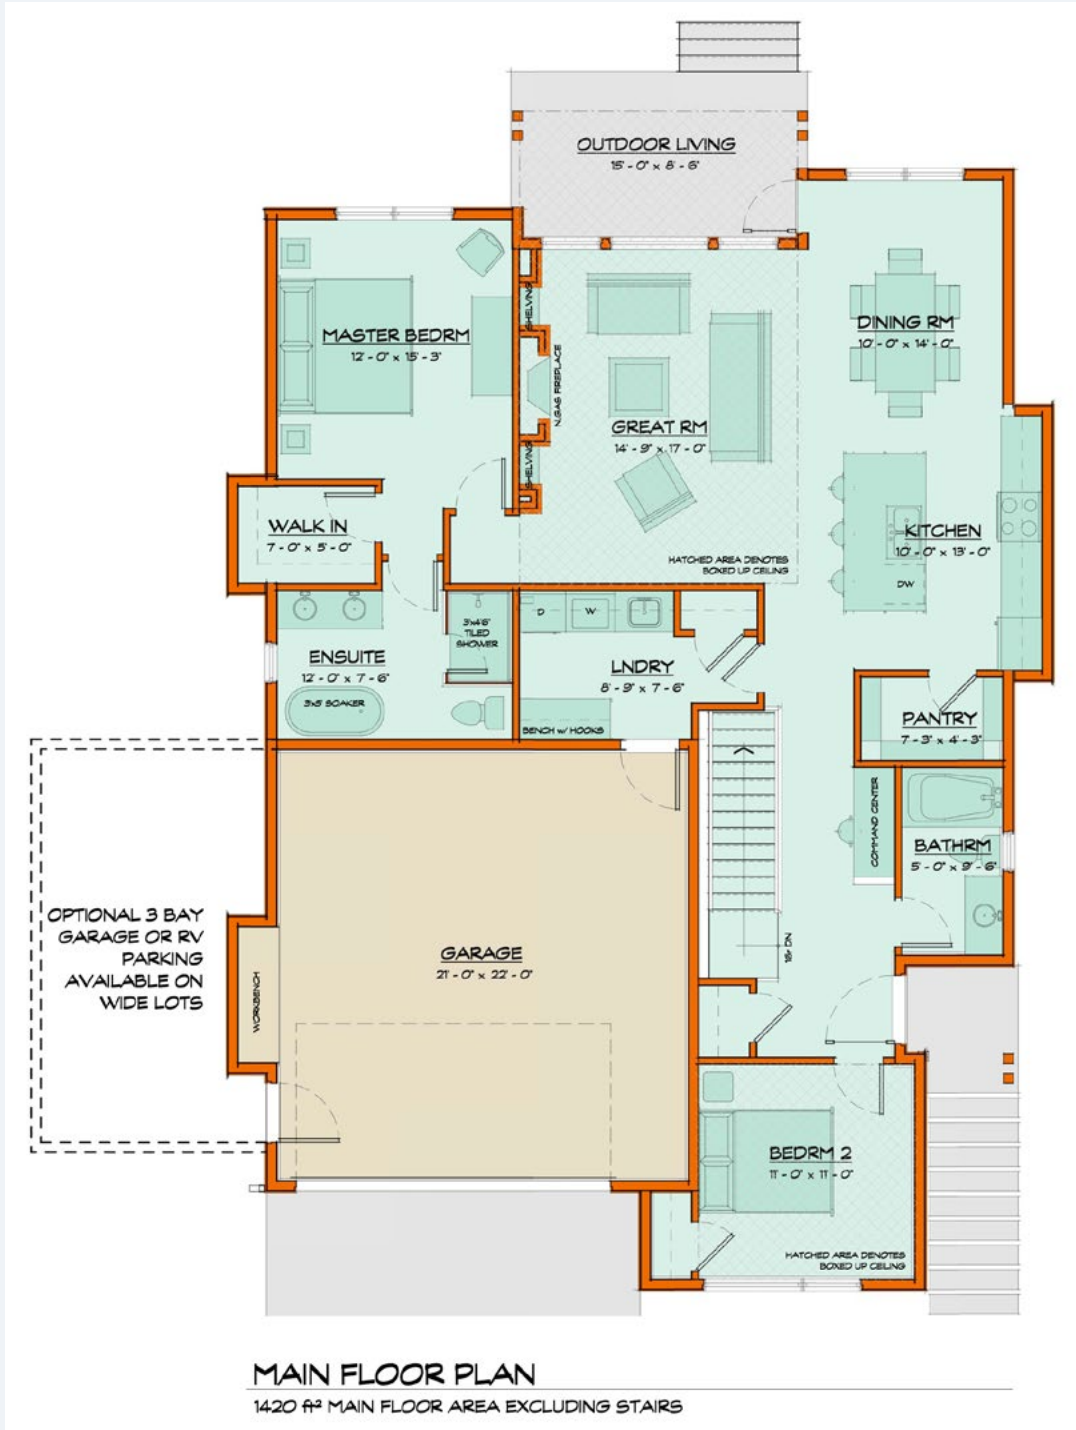 OUTDOOR LIVING
15' - 0" x 8' - 6"
MASTER BEDRM
12' - 0" x 15' - 3"
SHELVING
N.GAS FIREPLACE
SHELVING
GREAT RM
14' - 9" x 17' - 0"
HATCHED AREA DENOTES
BOXED UP CEILING
DINING RM
10' - 0" x 14' - 0"
KITCHEN
10' - 0" x 13' - 0"
DW
WALK IN
7' - 0" x 5' - 0"
ENSUITE
12' - 0" x 7' - 6"
3x5 SOAKER
3'x4'6"
TILED
SHOWER
D
W
LNDRY
8' - 9" x 7' - 6"
BENCH w/ HOOKS
PANTRY
7' - 3" x 4' - 3"
COMMAND CENTER
BATHRM
5' - 0" x 9' - 6"
OPTIONAL 3 BAY
GARAGE OR RV
PARKING
AVAILABLE ON
WIDE LOTS
WORKBENCH
GARAGE
21' - 0" x 22' - 0"
BEDRM 2
11' - 0" x 11' - 0"
HATCHED AREA DENOTES
BOXED UP CEILING
MAIN FLOOR PLAN
1420 ft² MAIN FLOOR AREA EXCLUDING STAIRS